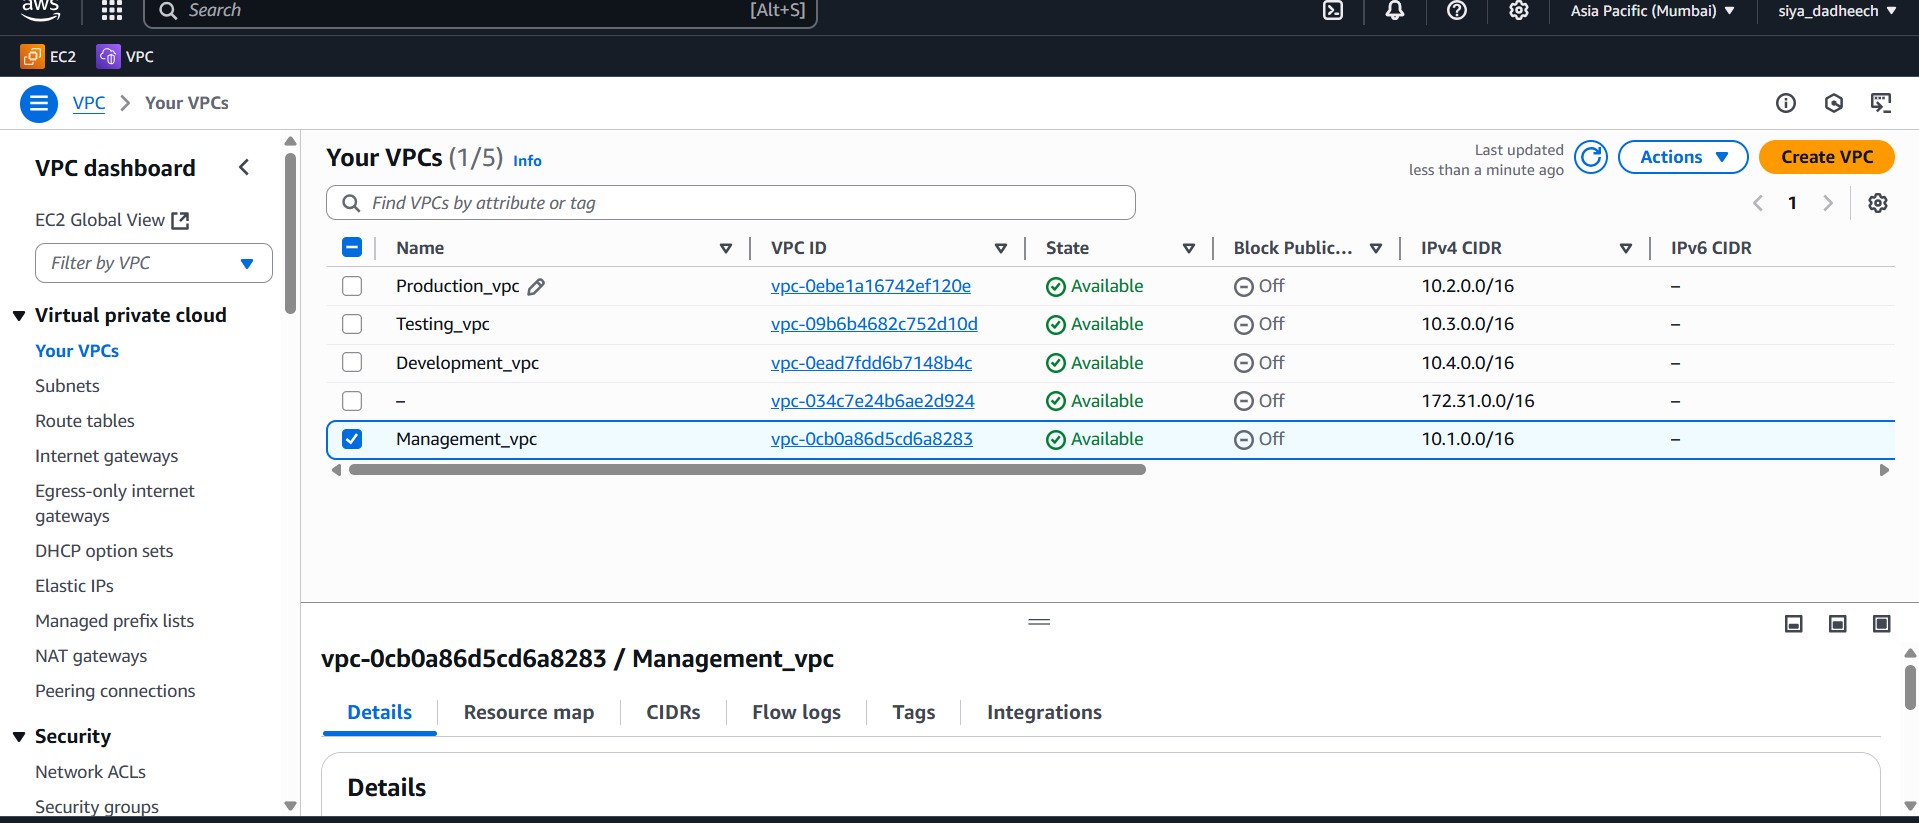 aws
Search [Alt+S]
Asia Pacific (Mumbai)
siya_dadheech
EC2 VPC
VPC > Your VPCs
VPC dashboard
EC2 Global View
Filter by VPC
Virtual private cloud
Your VPCs
Subnets
Route tables
Internet gateways
Egress-only internet
gateways
DHCP option sets
Elastic IPs
Managed prefix lists
NAT gateways
Peering connections
Security
Network ACLs
Security groups
Your VPCs (1/5) Info
Last updated
less than a minute ago
Actions
Create VPC
Find VPCs by attribute or tag
1
Name VPC ID State Block Public... IPv4 CIDR IPv6 CIDR
Production_vpc vpc-0ebe1a16742ef120e Available Off 10.2.0.0/16 –
Testing_vpc vpc-09b6b4682c752d10d Available Off 10.3.0.0/16 –
Development_vpc vpc-0ead7fdd6b7148b4c Available Off 10.4.0.0/16 –
– vpc-034c7e24b6ae2d924 Available Off 172.31.0.0/16 –
Management_vpc vpc-0cb0a86d5cd6a8283 Available Off 10.1.0.0/16 –
vpc-0cb0a86d5cd6a8283 / Management_vpc
Details Resource map CIDRs Flow logs Tags Integrations
Details